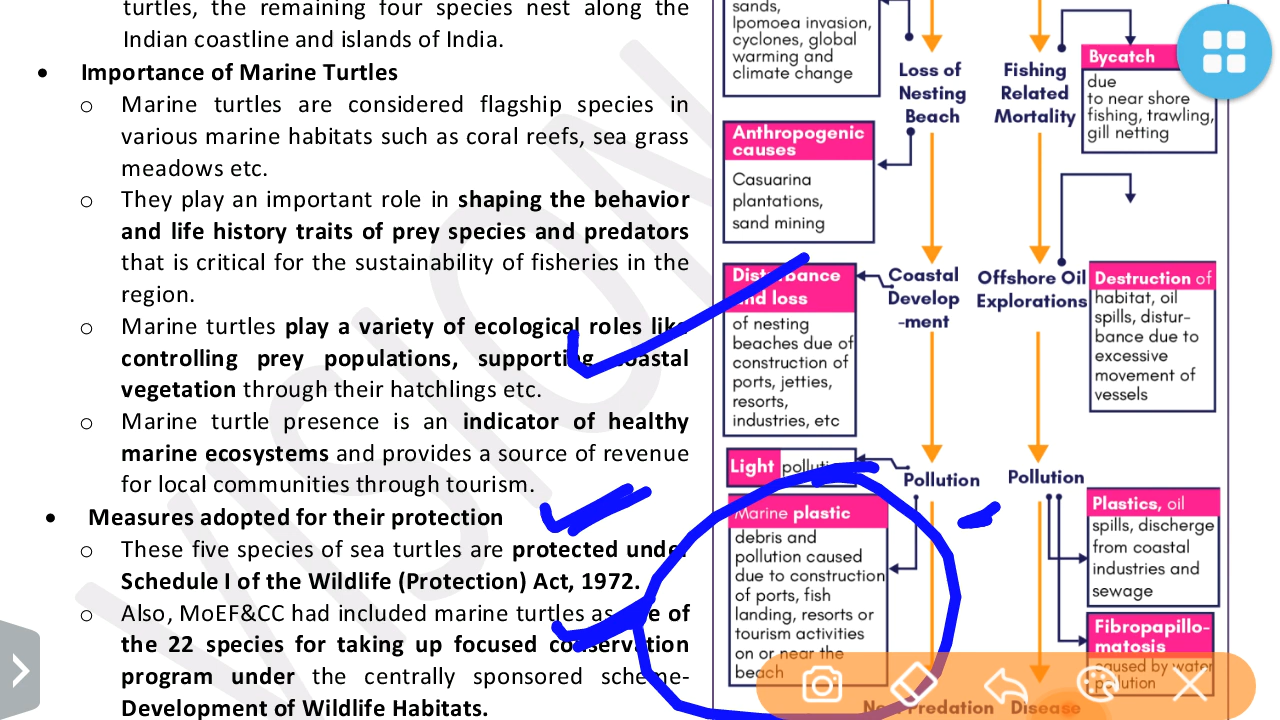 turtles, the remaining four species nest along the
Indian coastline and islands of India.
• Importance of Marine Turtles
o Marine turtles are considered flagship species in
various marine habitats such as coral reefs, sea grass
meadows etc.
o They play an important role in shaping the behavior
and life history traits of prey species and predators
that is critical for the sustainability of fisheries in the
region.
o Marine turtles play a variety of ecological roles like
controlling prey populations, supporting coastal
vegetation through their hatchlings etc.
o Marine turtle presence is an indicator of healthy
marine ecosystems and provides a source of revenue
for local communities through tourism.
• Measures adopted for their protection
o These five species of sea turtles are protected under
Schedule I of the Wildlife (Protection) Act, 1972.
o Also, MoEF&CC had included marine turtles as one of
the 22 species for taking up focused conservation
program under the centrally sponsored scheme-
Development of Wildlife Habitats.
sands,
Ipomoea invasion,
cyclones, global
warming and
climate change
Loss of
Nesting
Beach
Fishing
Related
Mortality
Bycatch
due
to near shore
fishing, trawling,
gill netting
Anthropogenic
causes
Casuarina
plantations,
sand mining
Disturbance
and loss
of nesting
beaches due of
construction of
ports, jetties,
resorts,
industries, etc
Coastal
Develop
-ment
Offshore Oil
Explorations
Destruction of
habitat, oil
spills, distur-
bance due to
excessive
movement of
vessels
Light pollution
Pollution
Pollution
Marine plastic
debris and
pollution caused
due to construction
of ports, fish
landing, resorts or
tourism activities
on or near the
beach
Plastics, oil
spills, discharge
from coastal
industries and
sewage
Fibropapillo-
matosis
caused by water
pollution
Predation
Disease
VISION